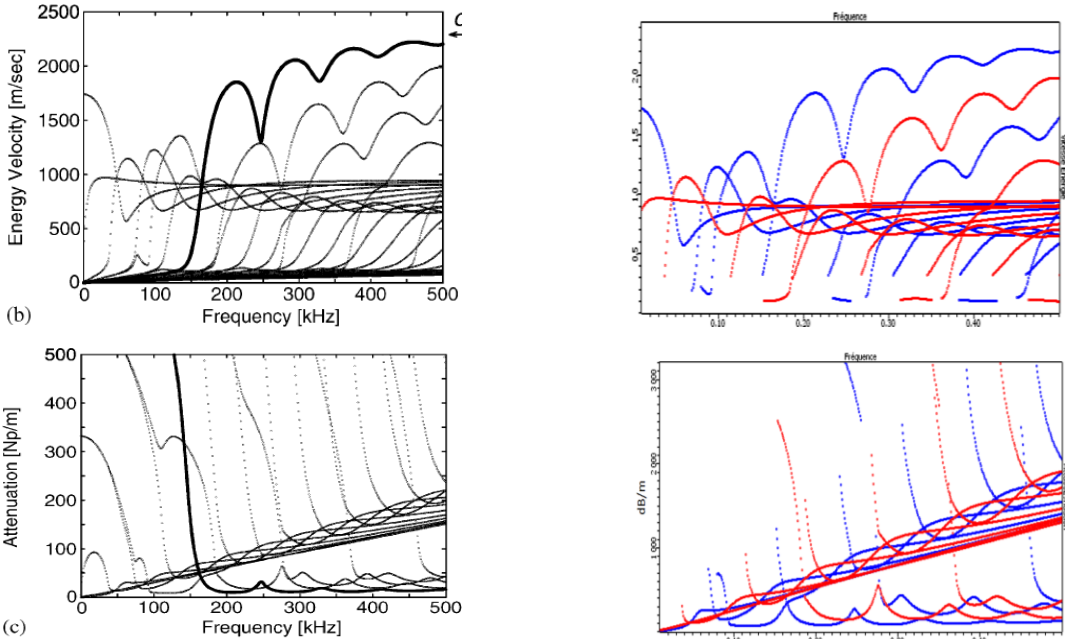 2500
2000
1500
1000
500
0
0 100 200 300 400 500
Energy Velocity [m/sec]
Frequency [kHz]
(b)
Fréquence
2,0
1,5
1,0
0,5
0.10 0.20 0.30 0.40
500
400
300
200
100
0
0 100 200 300 400 500
Attenuation [Np/m]
Frequency [kHz]
(c)
Fréquence
3 000
2 000
1 000
dB/m